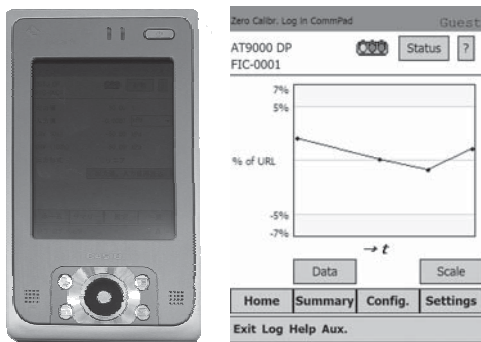 Zero Calibr. Log in CommPad Guest
AT9000 DP Status ?
FIC-0001
7%
5%
% of URL
-5%
-7%
→ t
Data Scale
Home Summary Config. Settings
Exit Log Help Aux.